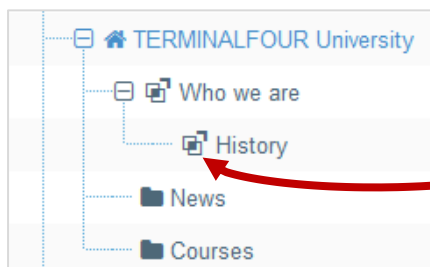 TERMINALFOUR University
Who we are
History
News
Courses